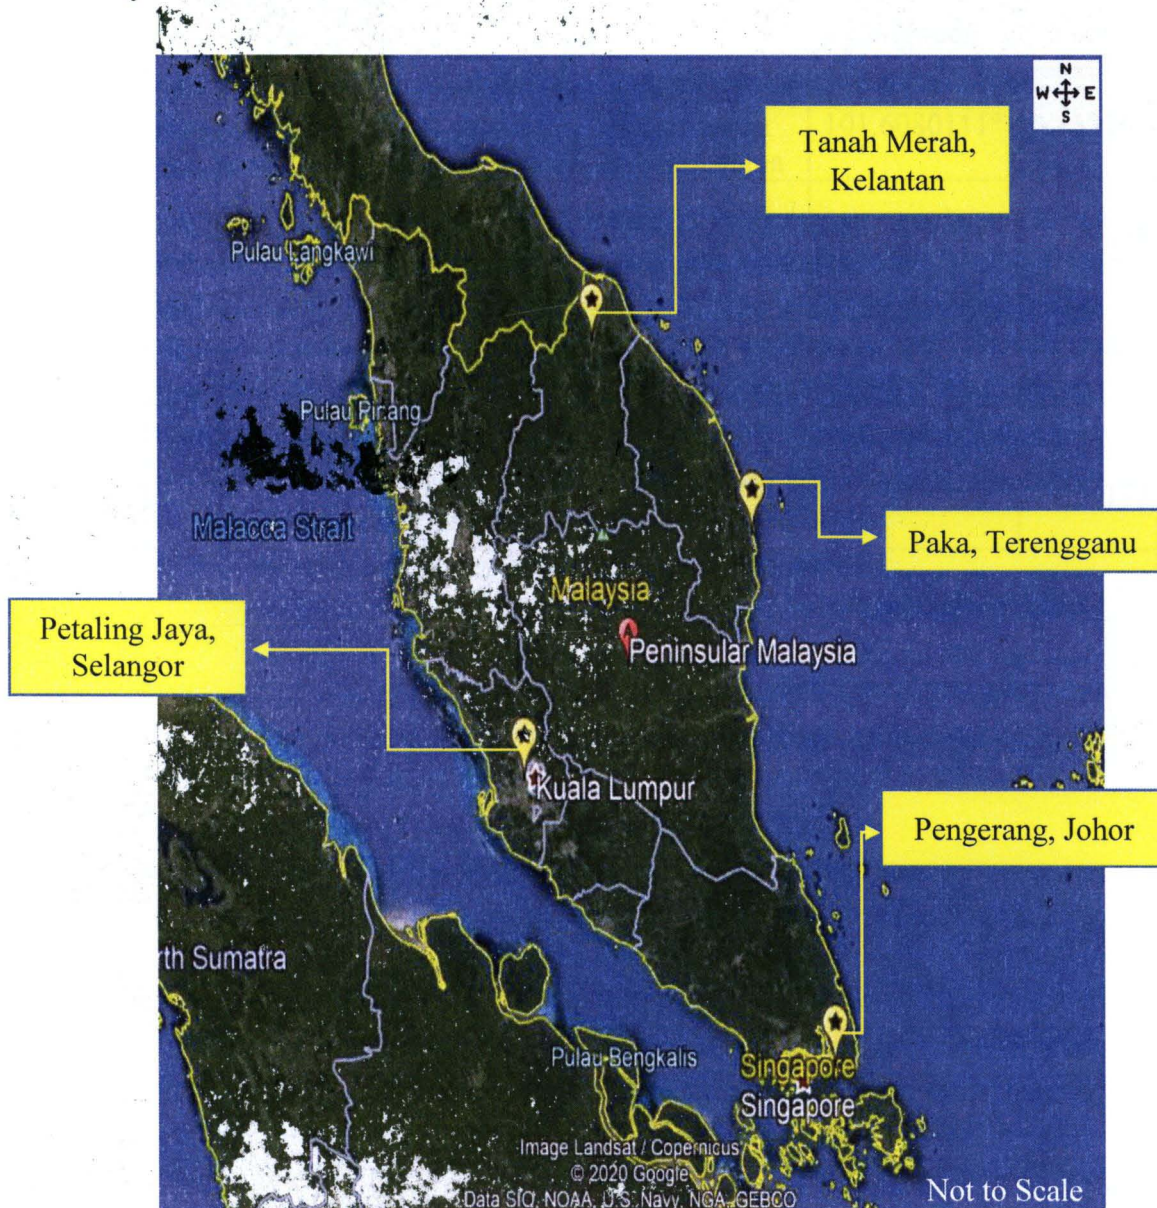 N
W E
S
Tanah Merah,
Kelantan
Pulau Langkawi
Pulau Pinang
Malacca Strait
Paka, Terengganu
Malaysia
Petaling Jaya,
Selangor
A
Peninsular Malaysia
Kuala Lumpur
Pengerang, Johor
rth Sumatra
Pulau Bengkalis
Singapore
Singapore
Image Landsat / Copernicus
© 2020 Google
Data SIO, NOAA, U.S. Navy, NGA, GEBCO
Not to Scale